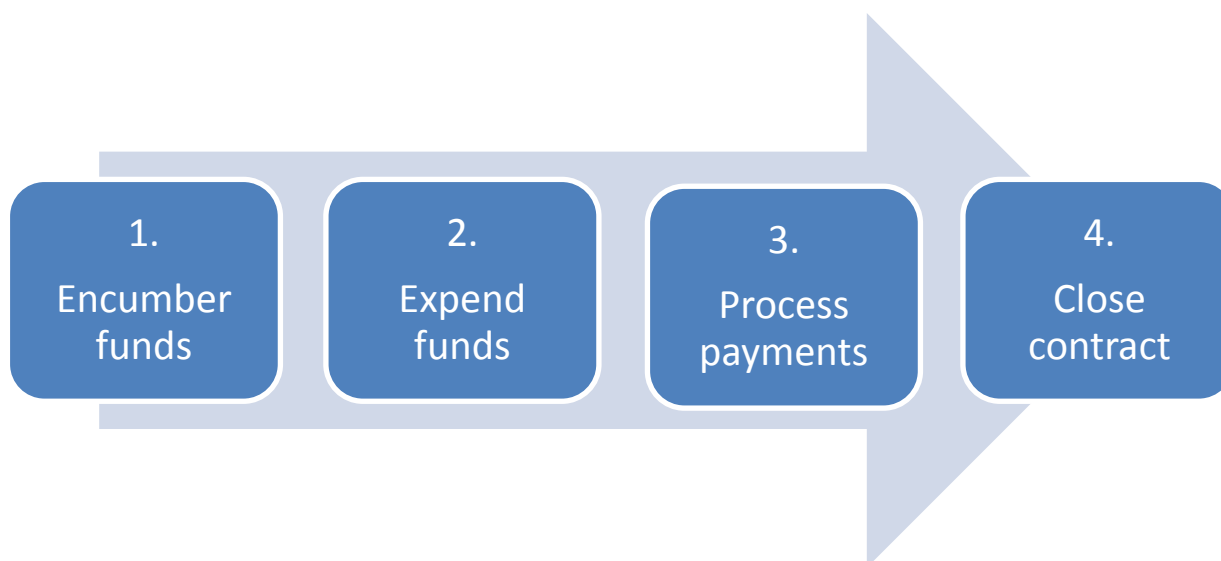 1.
Encumber
funds
2.
Expend
funds
3.
Process
payments
4.
Close
contract